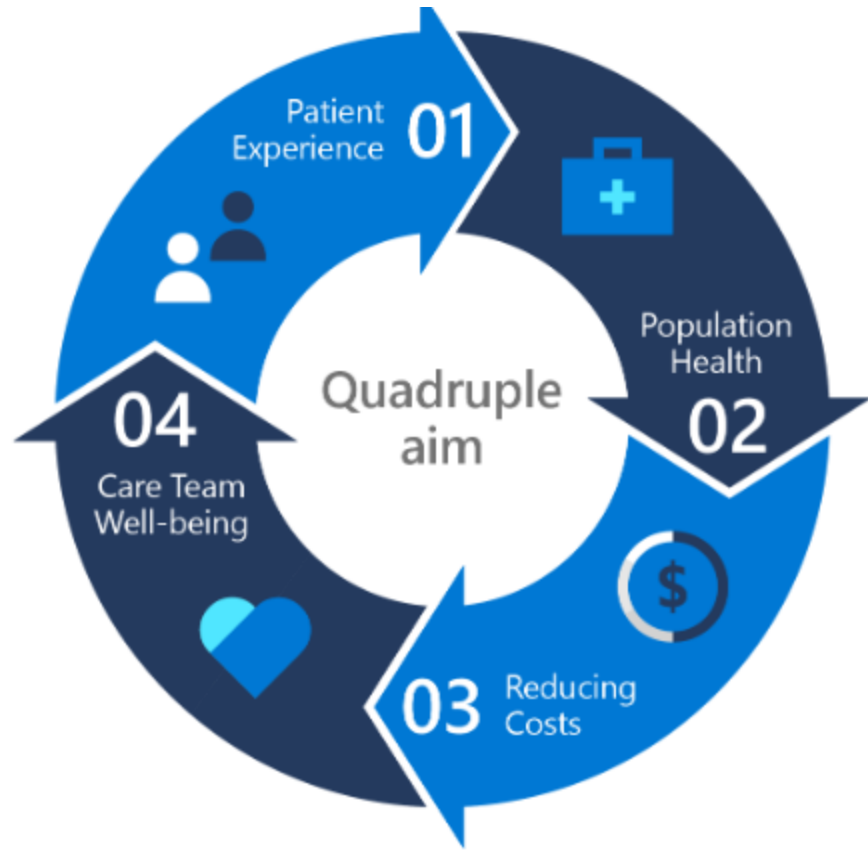 Patient
Experience
01
Population
Health
02
03
Reducing
Costs
04
Care Team
Well-being
Quadruple
aim
$